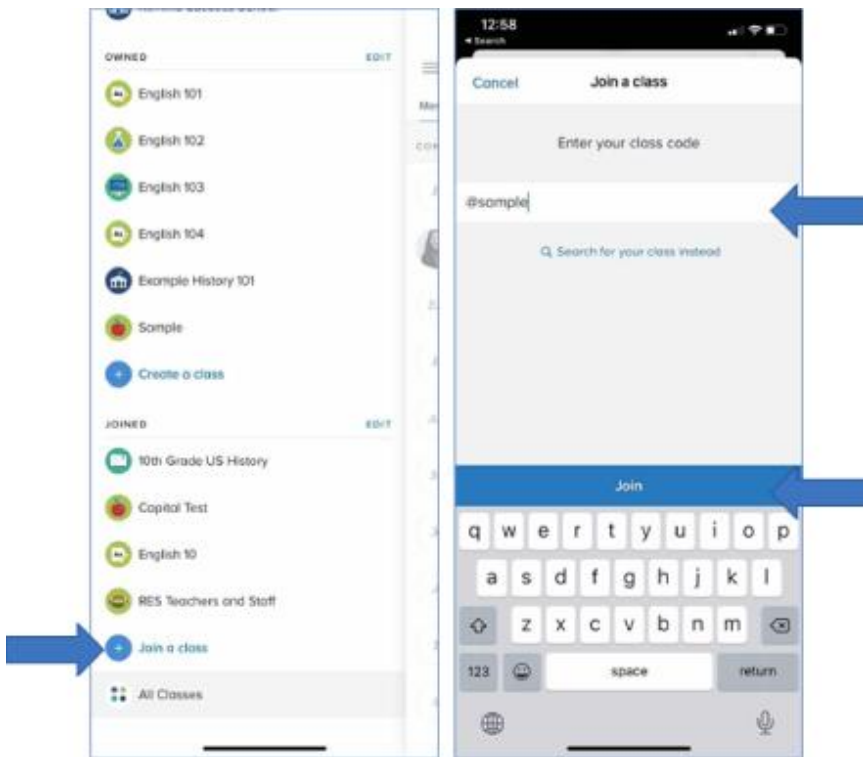 OWNED EDIT
English 101
English 102
English 103
English 104
Example History 101
Sample
Create a class
JOINED EDIT
10th Grade US History
Capital Test
English 10
RES Teachers and Staff
Join a class
All Classes
12:58
Search
Cancel Join a class
Enter your class code
@sample
Search for your class instead
Join
q w e r t y u i o p
a s d f g h j k l
z x c v b n m
123 space return